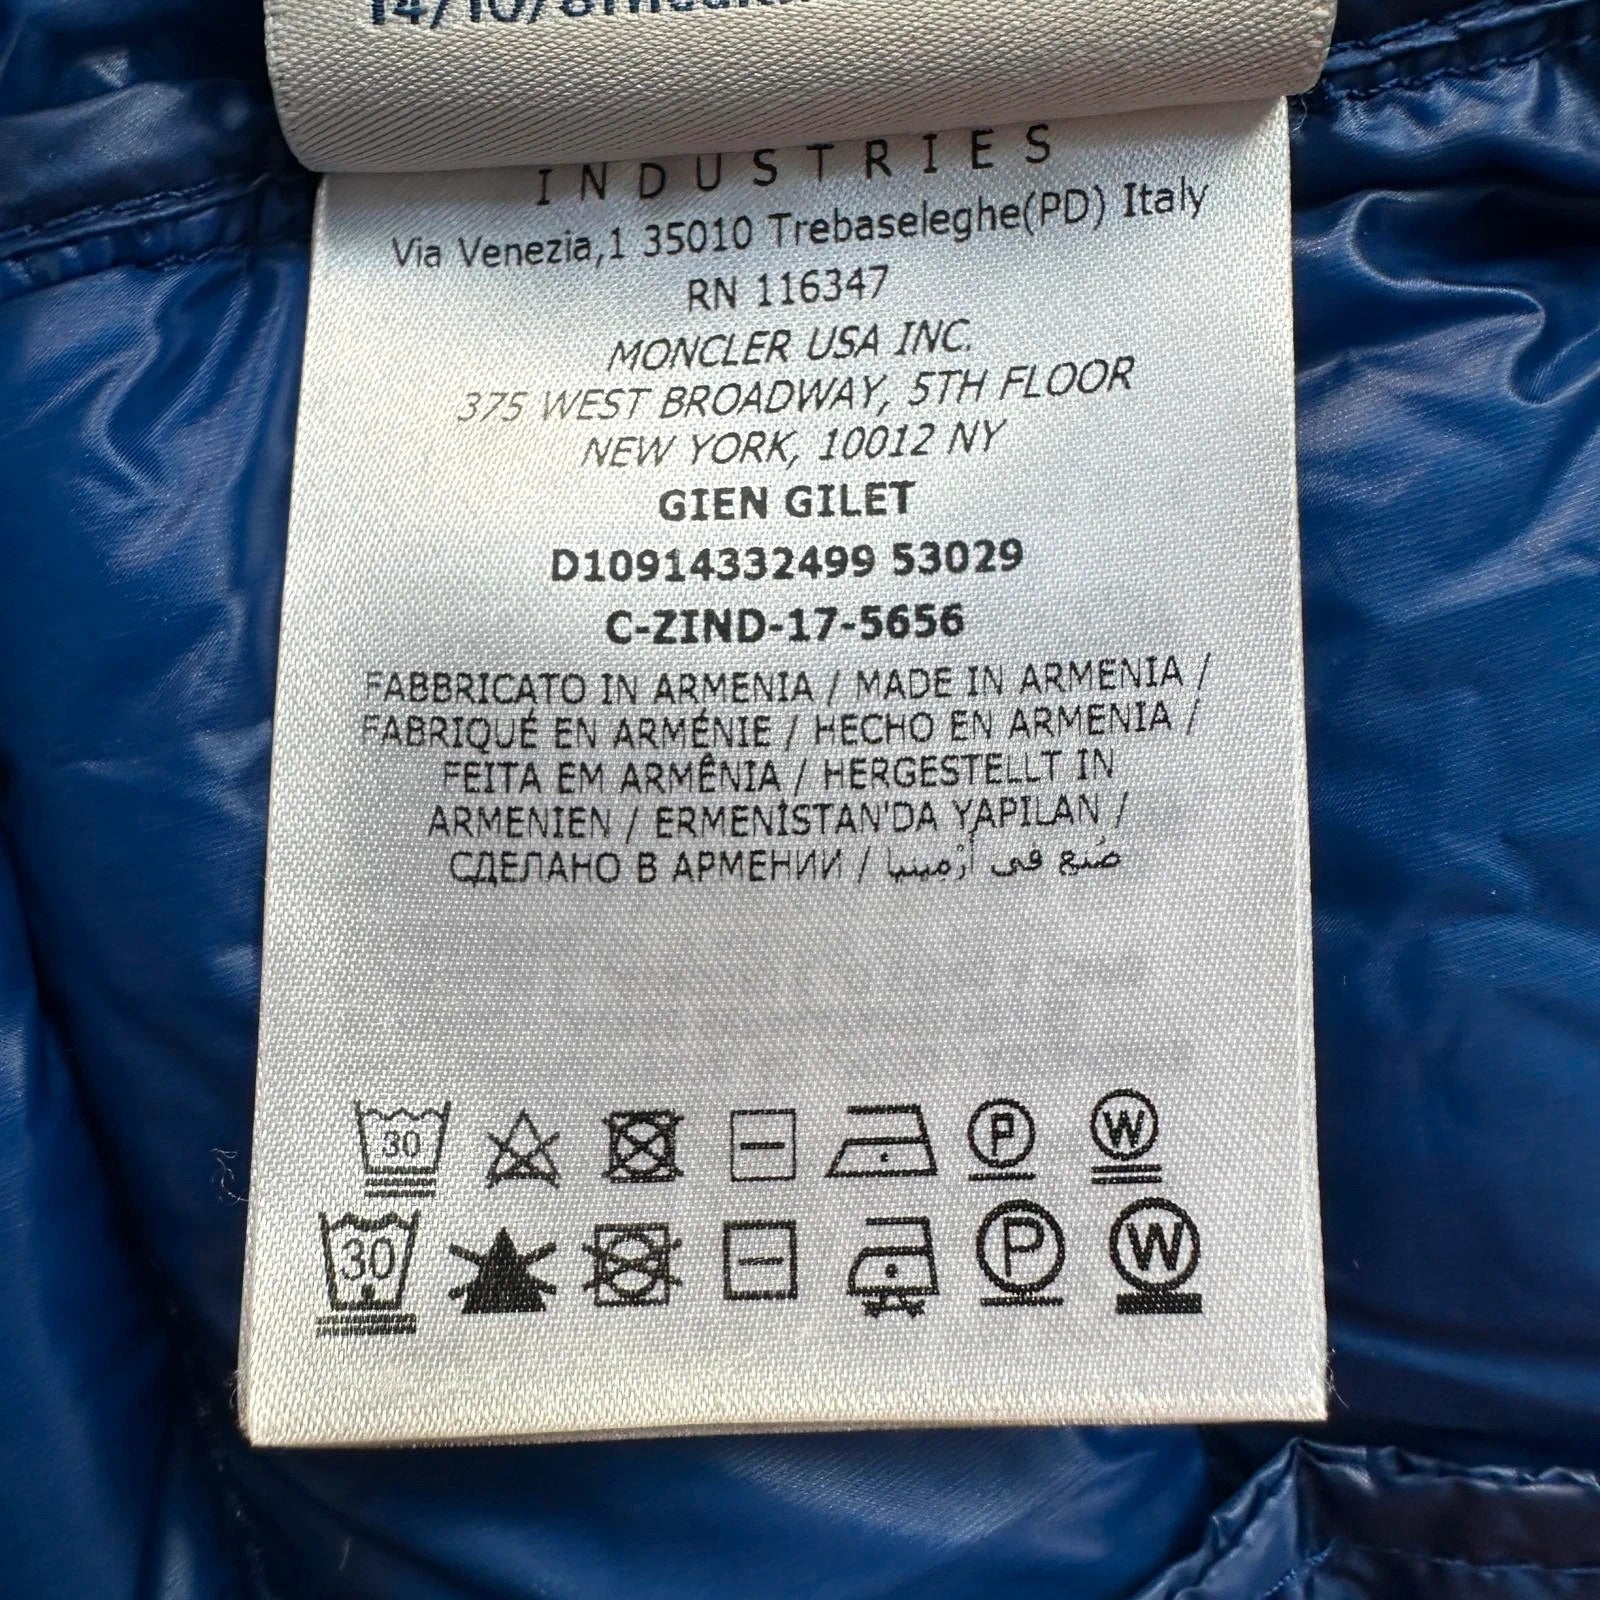 14/10/
INDUSTRIES
Via Venezia,1 35010 Trebaseleghe(PD) Italy
RN 116347
MONCLER USA INC.
375 WEST BROADWAY, 5TH FLOOR
NEW YORK, 10012 NY
GIEN GILET
D10914332499 53029
C-ZIND-17-5656
FABBRICATO IN ARMENIA / MADE IN ARMENIA /
FABRIQUÉ EN ARMÉNIE / HECHO EN ARMENIA /
FEITA EM ARMÊNIA / HERGESTELLT IN
ARMENIEN / ERMENİSTAN'DA YAPILAN /
СДЕЛАНО В АРМЕНИИ / صُنع في أرمينيا
30 P W
30 P W